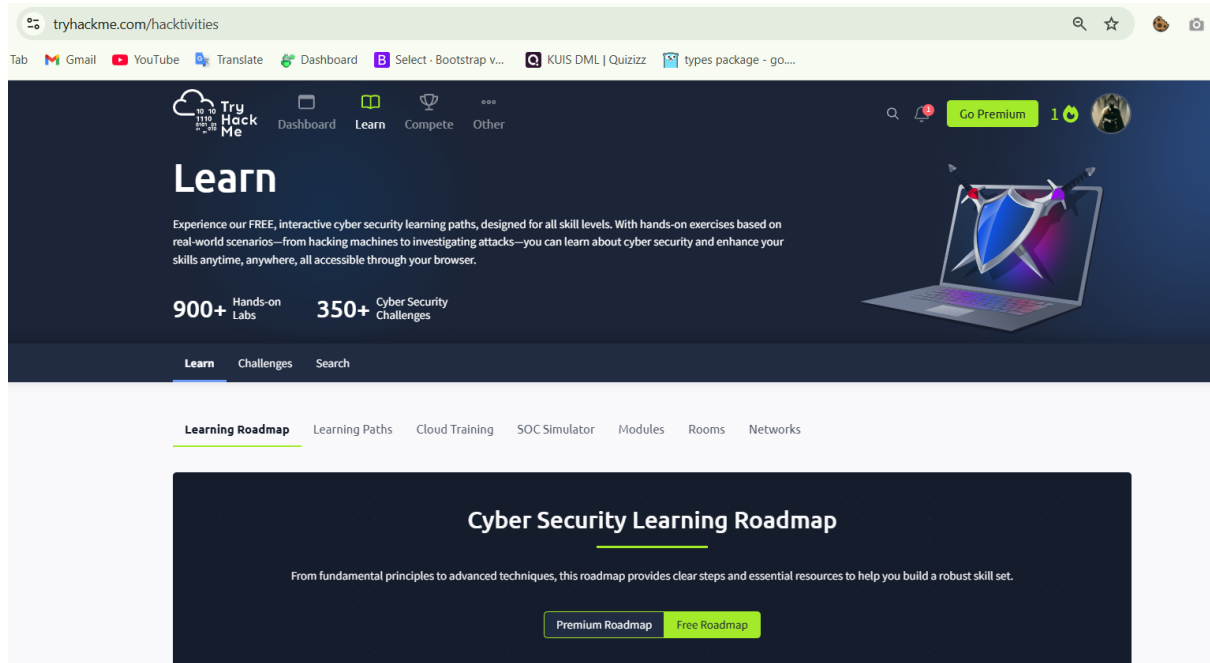 tryhackme.com/hacktivities
Tab Gmail YouTube Translate Dashboard Select · Bootstrap v... KUIS DML | Quizizz types package - go....
Try Hack Me
Dashboard Learn Compete Other
1 Go Premium 1
Learn
Experience our FREE, interactive cyber security learning paths, designed for all skill levels. With hands-on exercises based on
real-world scenarios—from hacking machines to investigating attacks—you can learn about cyber security and enhance your
skills anytime, anywhere, all accessible through your browser.
900+ Hands-on Labs 350+ Cyber Security Challenges
Learn Challenges Search
Learning Roadmap Learning Paths Cloud Training SOC Simulator Modules Rooms Networks
Cyber Security Learning Roadmap
From fundamental principles to advanced techniques, this roadmap provides clear steps and essential resources to help you build a robust skill set.
Premium Roadmap Free Roadmap